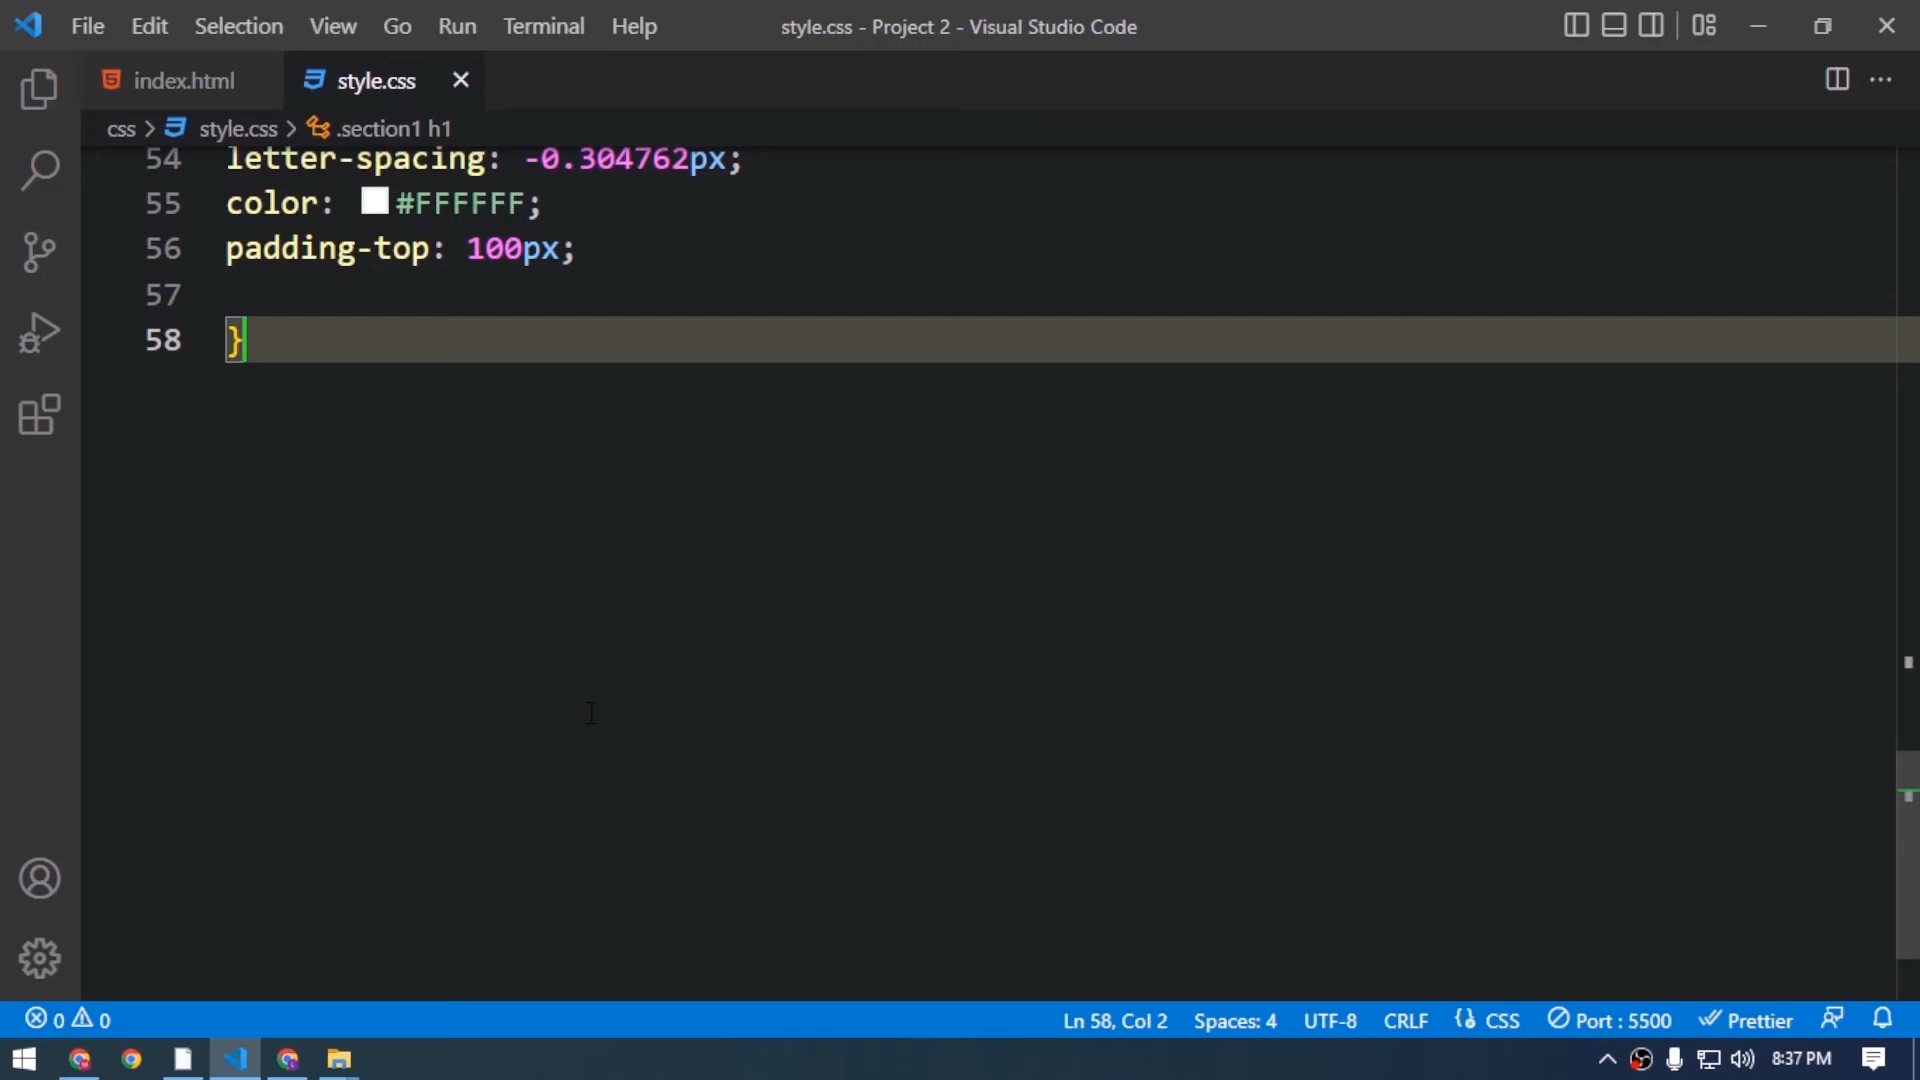 File Edit Selection View Go Run Terminal Help style.css - Project 2 - Visual Studio Code
index.html style.css
css > style.css > .section1 h1
54 letter-spacing: -0.304762px;
55 color: #FFFFFF;
56 padding-top: 100px;
57
58 }
0 0 Ln 58, Col 2 Spaces: 4 UTF-8 CRLF CSS Port : 5500 Prettier
8:37 PM